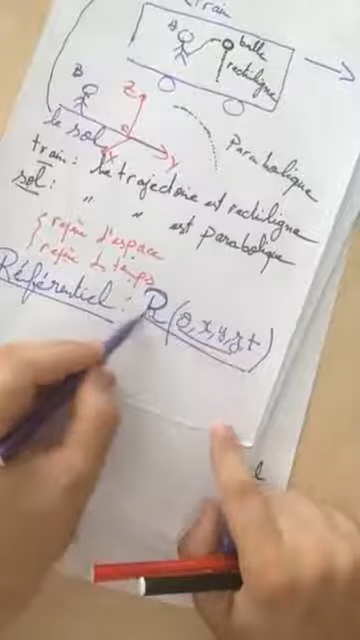 train
A
balle
rectiligne
B
Z
le sol
O
x
y
Parabolique
train: la trajectoire est rectiligne
sol: " " est parabolique
{ repère d'espace
repère du temps
Référentiel: R(O,x,y,z,t)